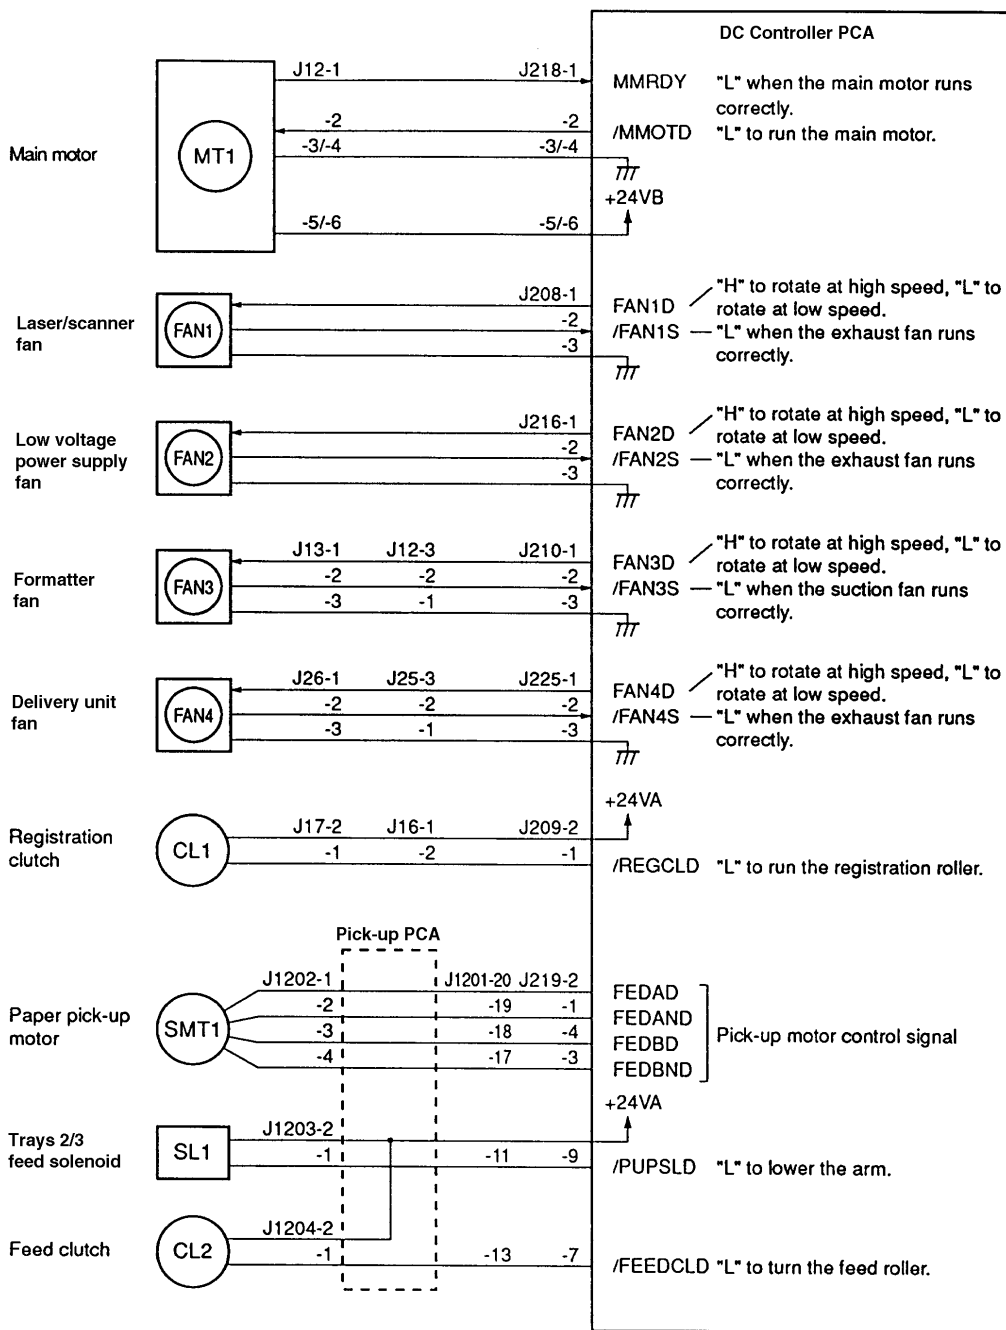 DC Controller PCA
J12-1 J218-1 MMRDY "L" when the main motor runs
correctly.
-2 -2 /MMOTD "L" to run the main motor.
Main motor MT1 -3/-4 -3/-4
+24VB
-5/-6 -5/-6
J208-1 FAN1D "H" to rotate at high speed, "L" to
rotate at low speed.
Laser/scanner
fan
FAN1 -2 /FAN1S "L" when the exhaust fan runs
correctly.
-3
J216-1 FAN2D "H" to rotate at high speed, "L" to
rotate at low speed.
Low voltage
power supply
fan
FAN2 -2 /FAN2S "L" when the exhaust fan runs
correctly.
-3
J13-1 J12-3 J210-1 FAN3D "H" to rotate at high speed, "L" to
rotate at low speed.
Formatter
fan
FAN3 -2 -2 -2 /FAN3S "L" when the suction fan runs
correctly.
-3 -1 -3
J26-1 J25-3 J225-1 FAN4D "H" to rotate at high speed, "L" to
rotate at low speed.
Delivery unit
fan
FAN4 -2 -2 -2 /FAN4S "L" when the exhaust fan runs
correctly.
-3 -1 -3
+24VA
Registration
clutch
CL1 J17-2 J16-1 J209-2
-1 -2 -1 /REGCLD "L" to run the registration roller.
Pick-up PCA
J1202-1 J1201-20 J219-2 FEDAD
Paper pick-up
motor
SMT1 -2 -19 -1 FEDAND
-3 -18 -4 FEDBD Pick-up motor control signal
-4 -17 -3 FEDBND
+24VA
Trays 2/3
feed solenoid
SL1 J1203-2
-1 -11 -9 /PUPSLD "L" to lower the arm.
J1204-2
Feed clutch CL2
-1 -13 -7 /FEEDCLD "L" to turn the feed roller.